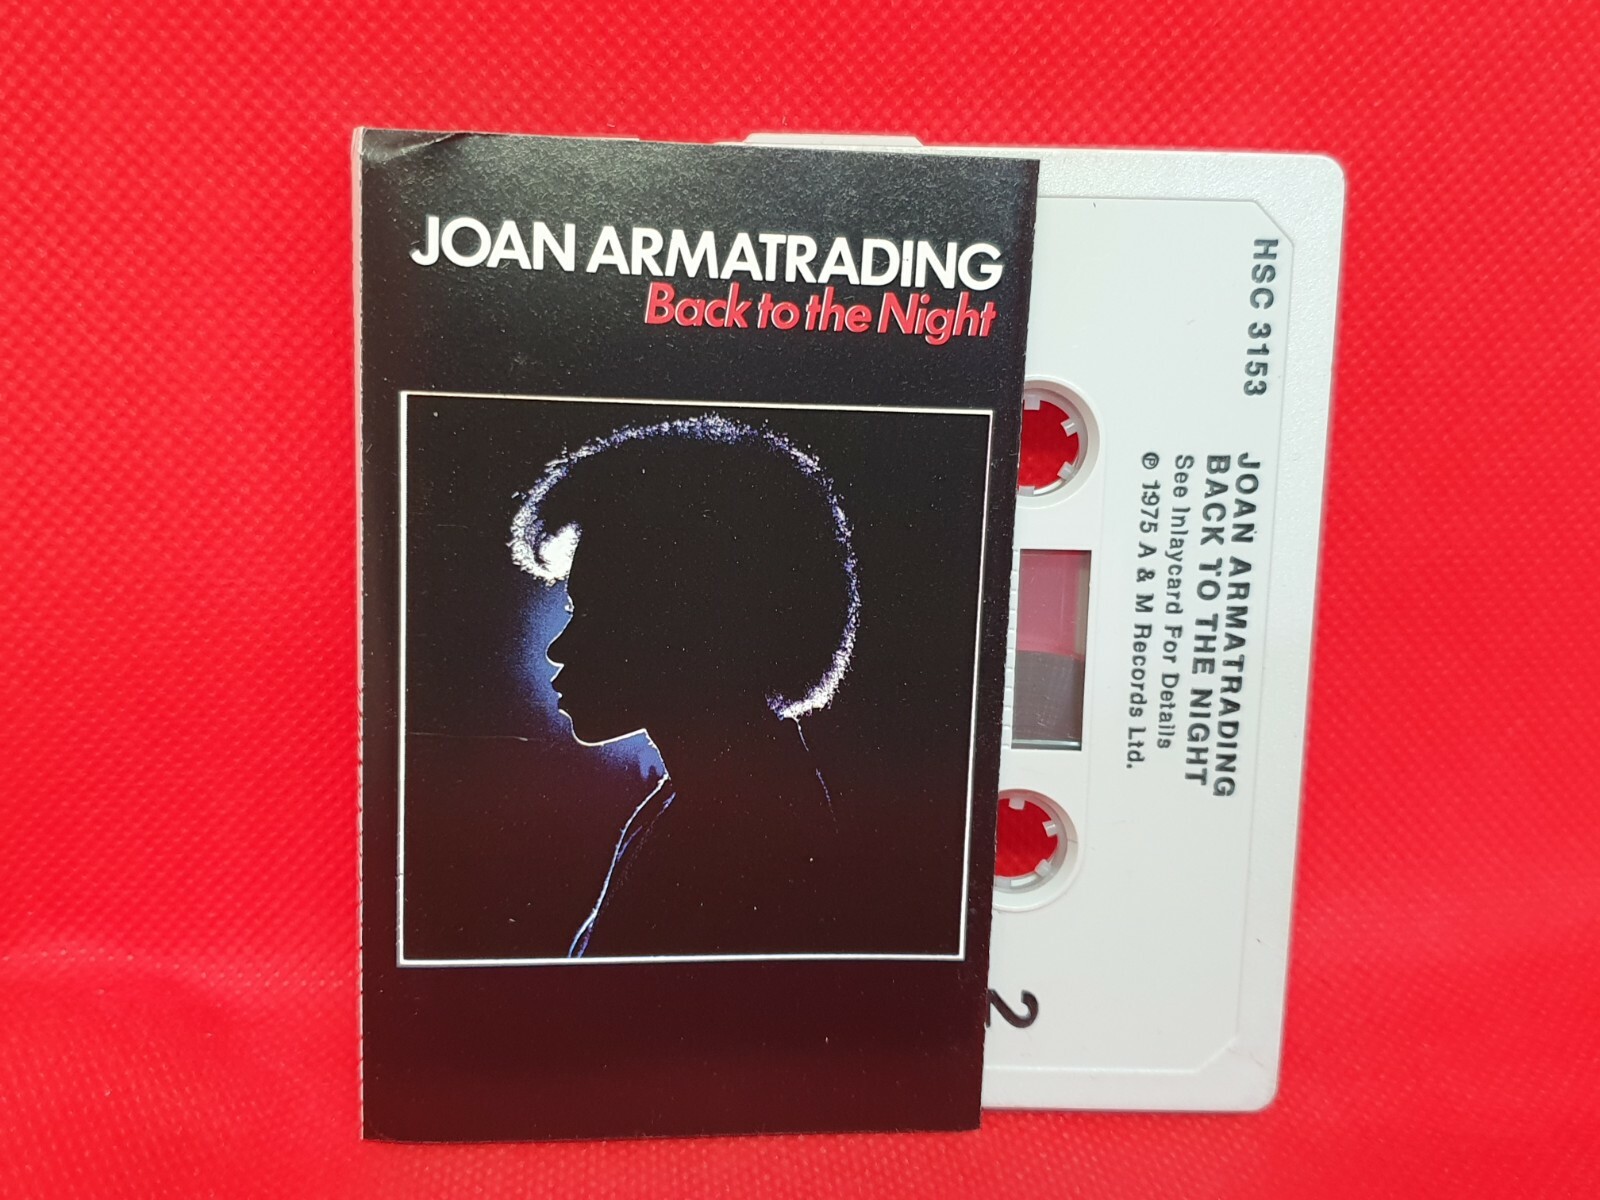 JOAN ARMATRADING
Back to the Night
HSC 3153
JOAN ARMATRADING
BACK TO THE NIGHT
See Inlaycard For Details
℗ 1975 A & M Records Ltd.
2